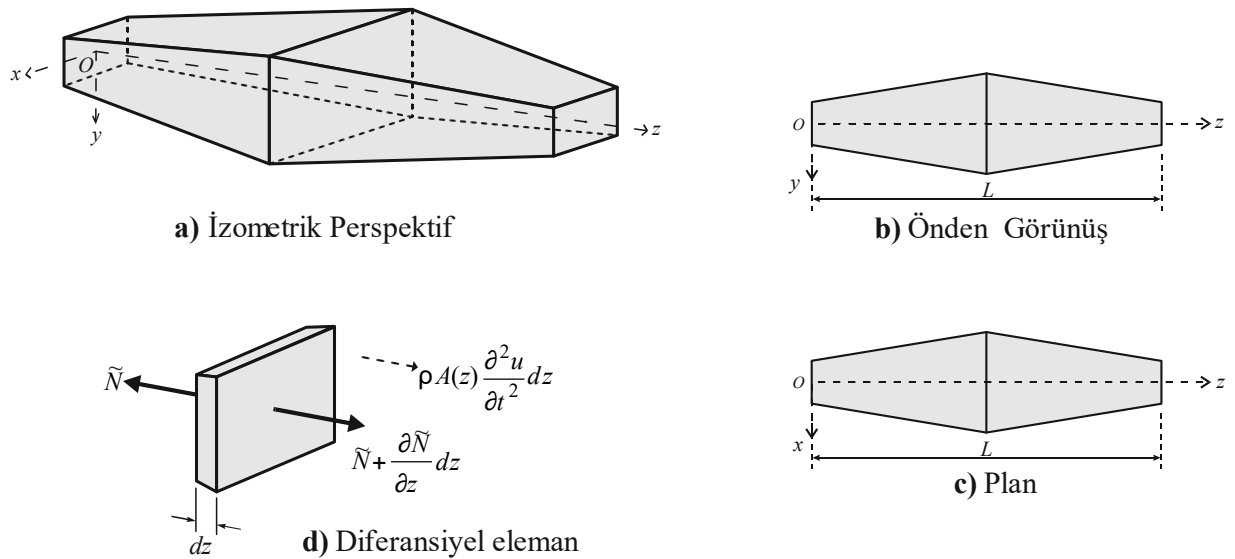 x
O
y
z
a) İzometrik Perspektif
O
z
y
L
b) Önden Görünüş
Ñ
ρA(z) ∂²u/∂t² dz
Ñ + ∂Ñ/∂z dz
dz
d) Diferansiyel eleman
O
z
x
L
c) Plan